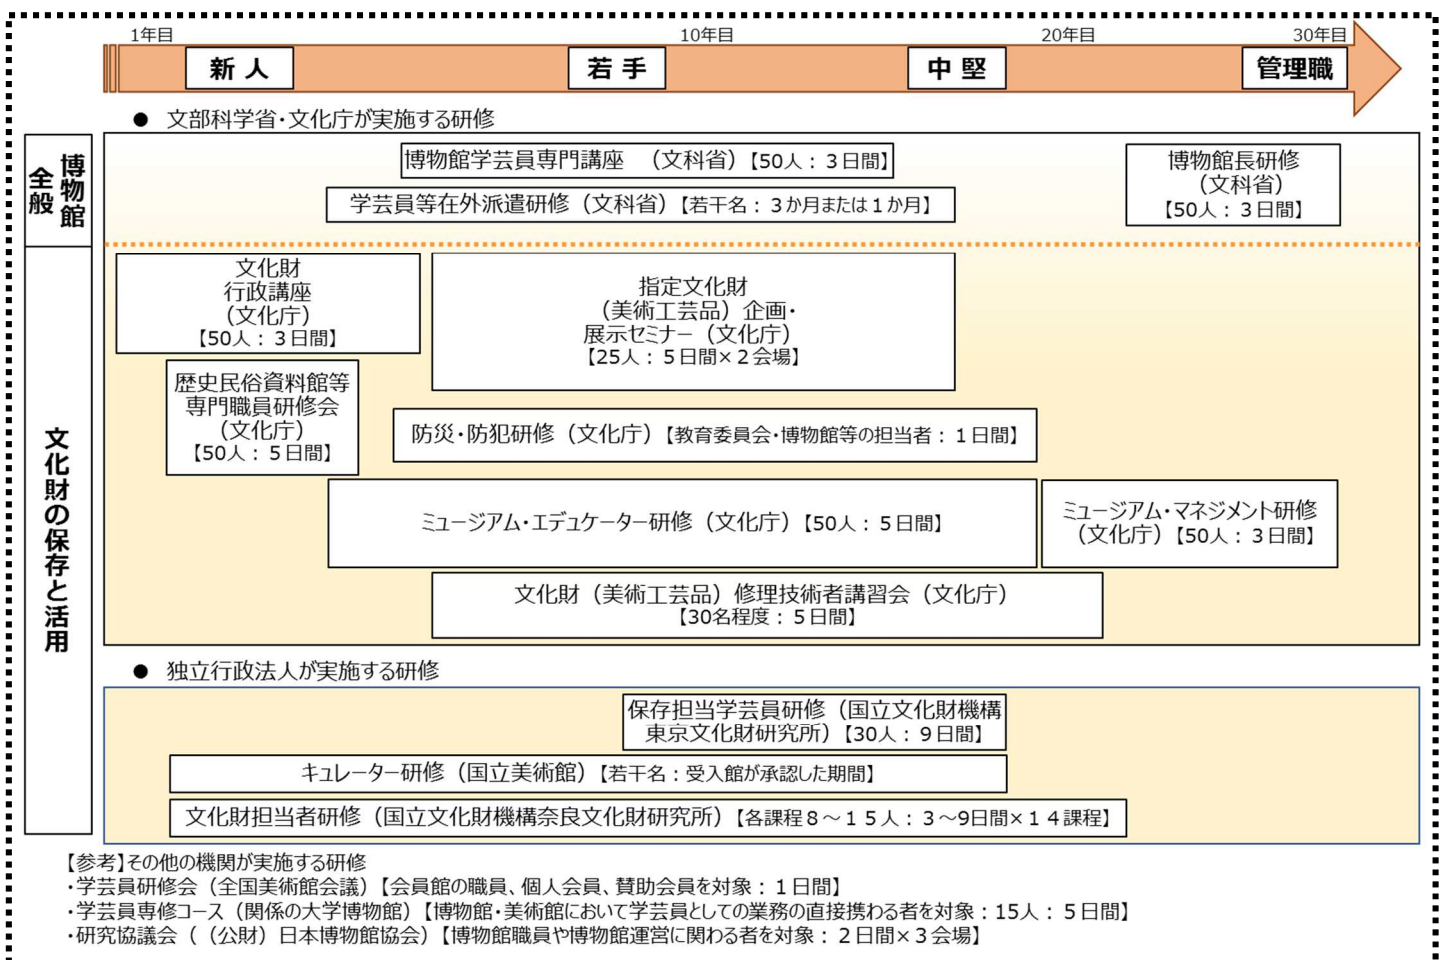 1年目
10年目
20年目
30年目
新人
若手
中堅
管理職
● 文部科学省・文化庁が実施する研修
博物館
全般
博物館学芸員専門講座 （文科省）【50人：３日間】
学芸員等在外派遣研修（文科省）【若干名：３か月または１か月】
博物館長研修
（文科省）
【50人：３日間】
文化財の保存と活用
文化財
行政講座
（文化庁）
【50人：３日間】
指定文化財
（美術工芸品）企画・
展示セミナー（文化庁）
【25人：５日間×２会場】
歴史民俗資料館等
専門職員研修会
（文化庁）
【50人：５日間】
防災・防犯研修（文化庁）【教育委員会・博物館等の担当者：１日間】
ミュージアム・エデュケーター研修（文化庁）【50人：５日間】
ミュージアム・マネジメント研修
（文化庁）【50人：３日間】
文化財（美術工芸品）修理技術者講習会（文化庁）
【30名程度：５日間】
● 独立行政法人が実施する研修
保存担当学芸員研修（国立文化財機構
東京文化財研究所）【30人：９日間】
キュレーター研修（国立美術館）【若干名：受入館が承認した期間】
文化財担当者研修（国立文化財機構奈良文化財研究所）【各課程８～１５人：３～9日間×１４課程】
【参考】その他の機関が実施する研修
・学芸員研修会（全国美術館会議）【会員館の職員、個人会員、賛助会員を対象：１日間】
・学芸員専修コース（関係の大学博物館）【博物館・美術館において学芸員としての業務の直接携わる者を対象：15人：５日間】
・研究協議会（（公財）日本博物館協会）【博物館職員や博物館運営に関わる者を対象：２日間×３会場】